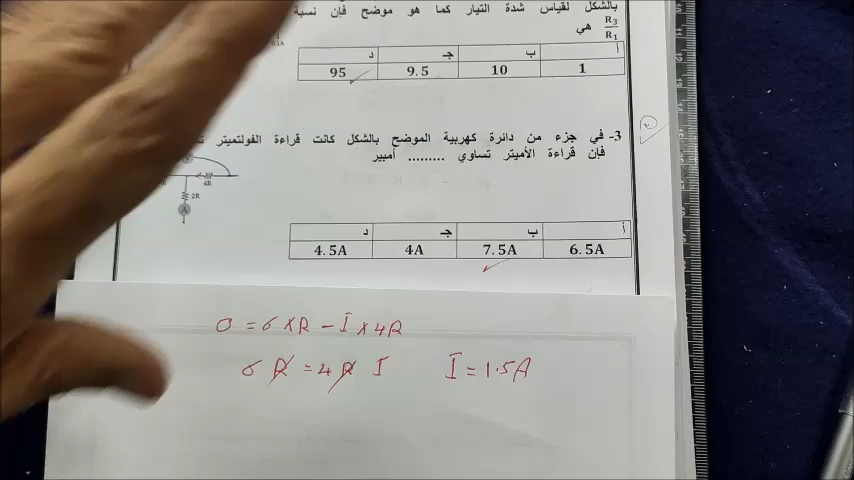 بالشكل لقياس شدة التيار كما هو موضح فإن نسبة
R3/R1 هي
أ ب جـ د
1 10 9.5 95
3- في جزء من دائرة كهربية الموضح بالشكل كانت قراءة الفولتميتر
فإن قراءة الأميتر تساوي ......... أمبير
4R
2R
A
أ ب جـ د
6.5A 7.5A 4A 4.5A
0 = 6 × R - I × 4R
6 R = 4 R I I = 1.5A